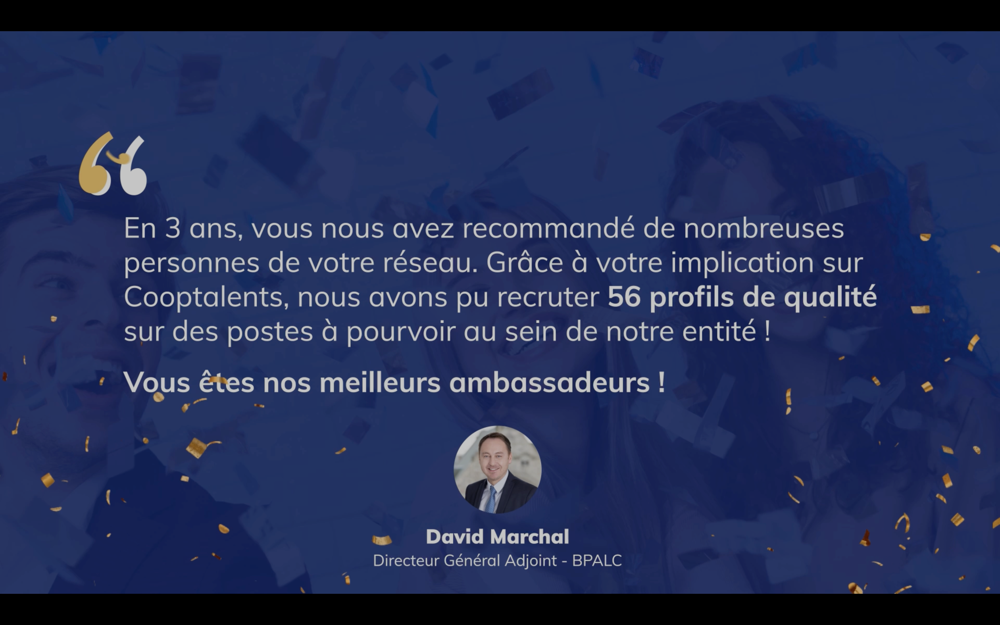 En 3 ans, vous nous avez recommandé de nombreuses
personnes de votre réseau. Grâce à votre implication sur
Cooptalents, nous avons pu recruter 56 profils de qualité
sur des postes à pourvoir au sein de notre entité !
Vous êtes nos meilleurs ambassadeurs !
David Marchal
Directeur Général Adjoint - BPALC